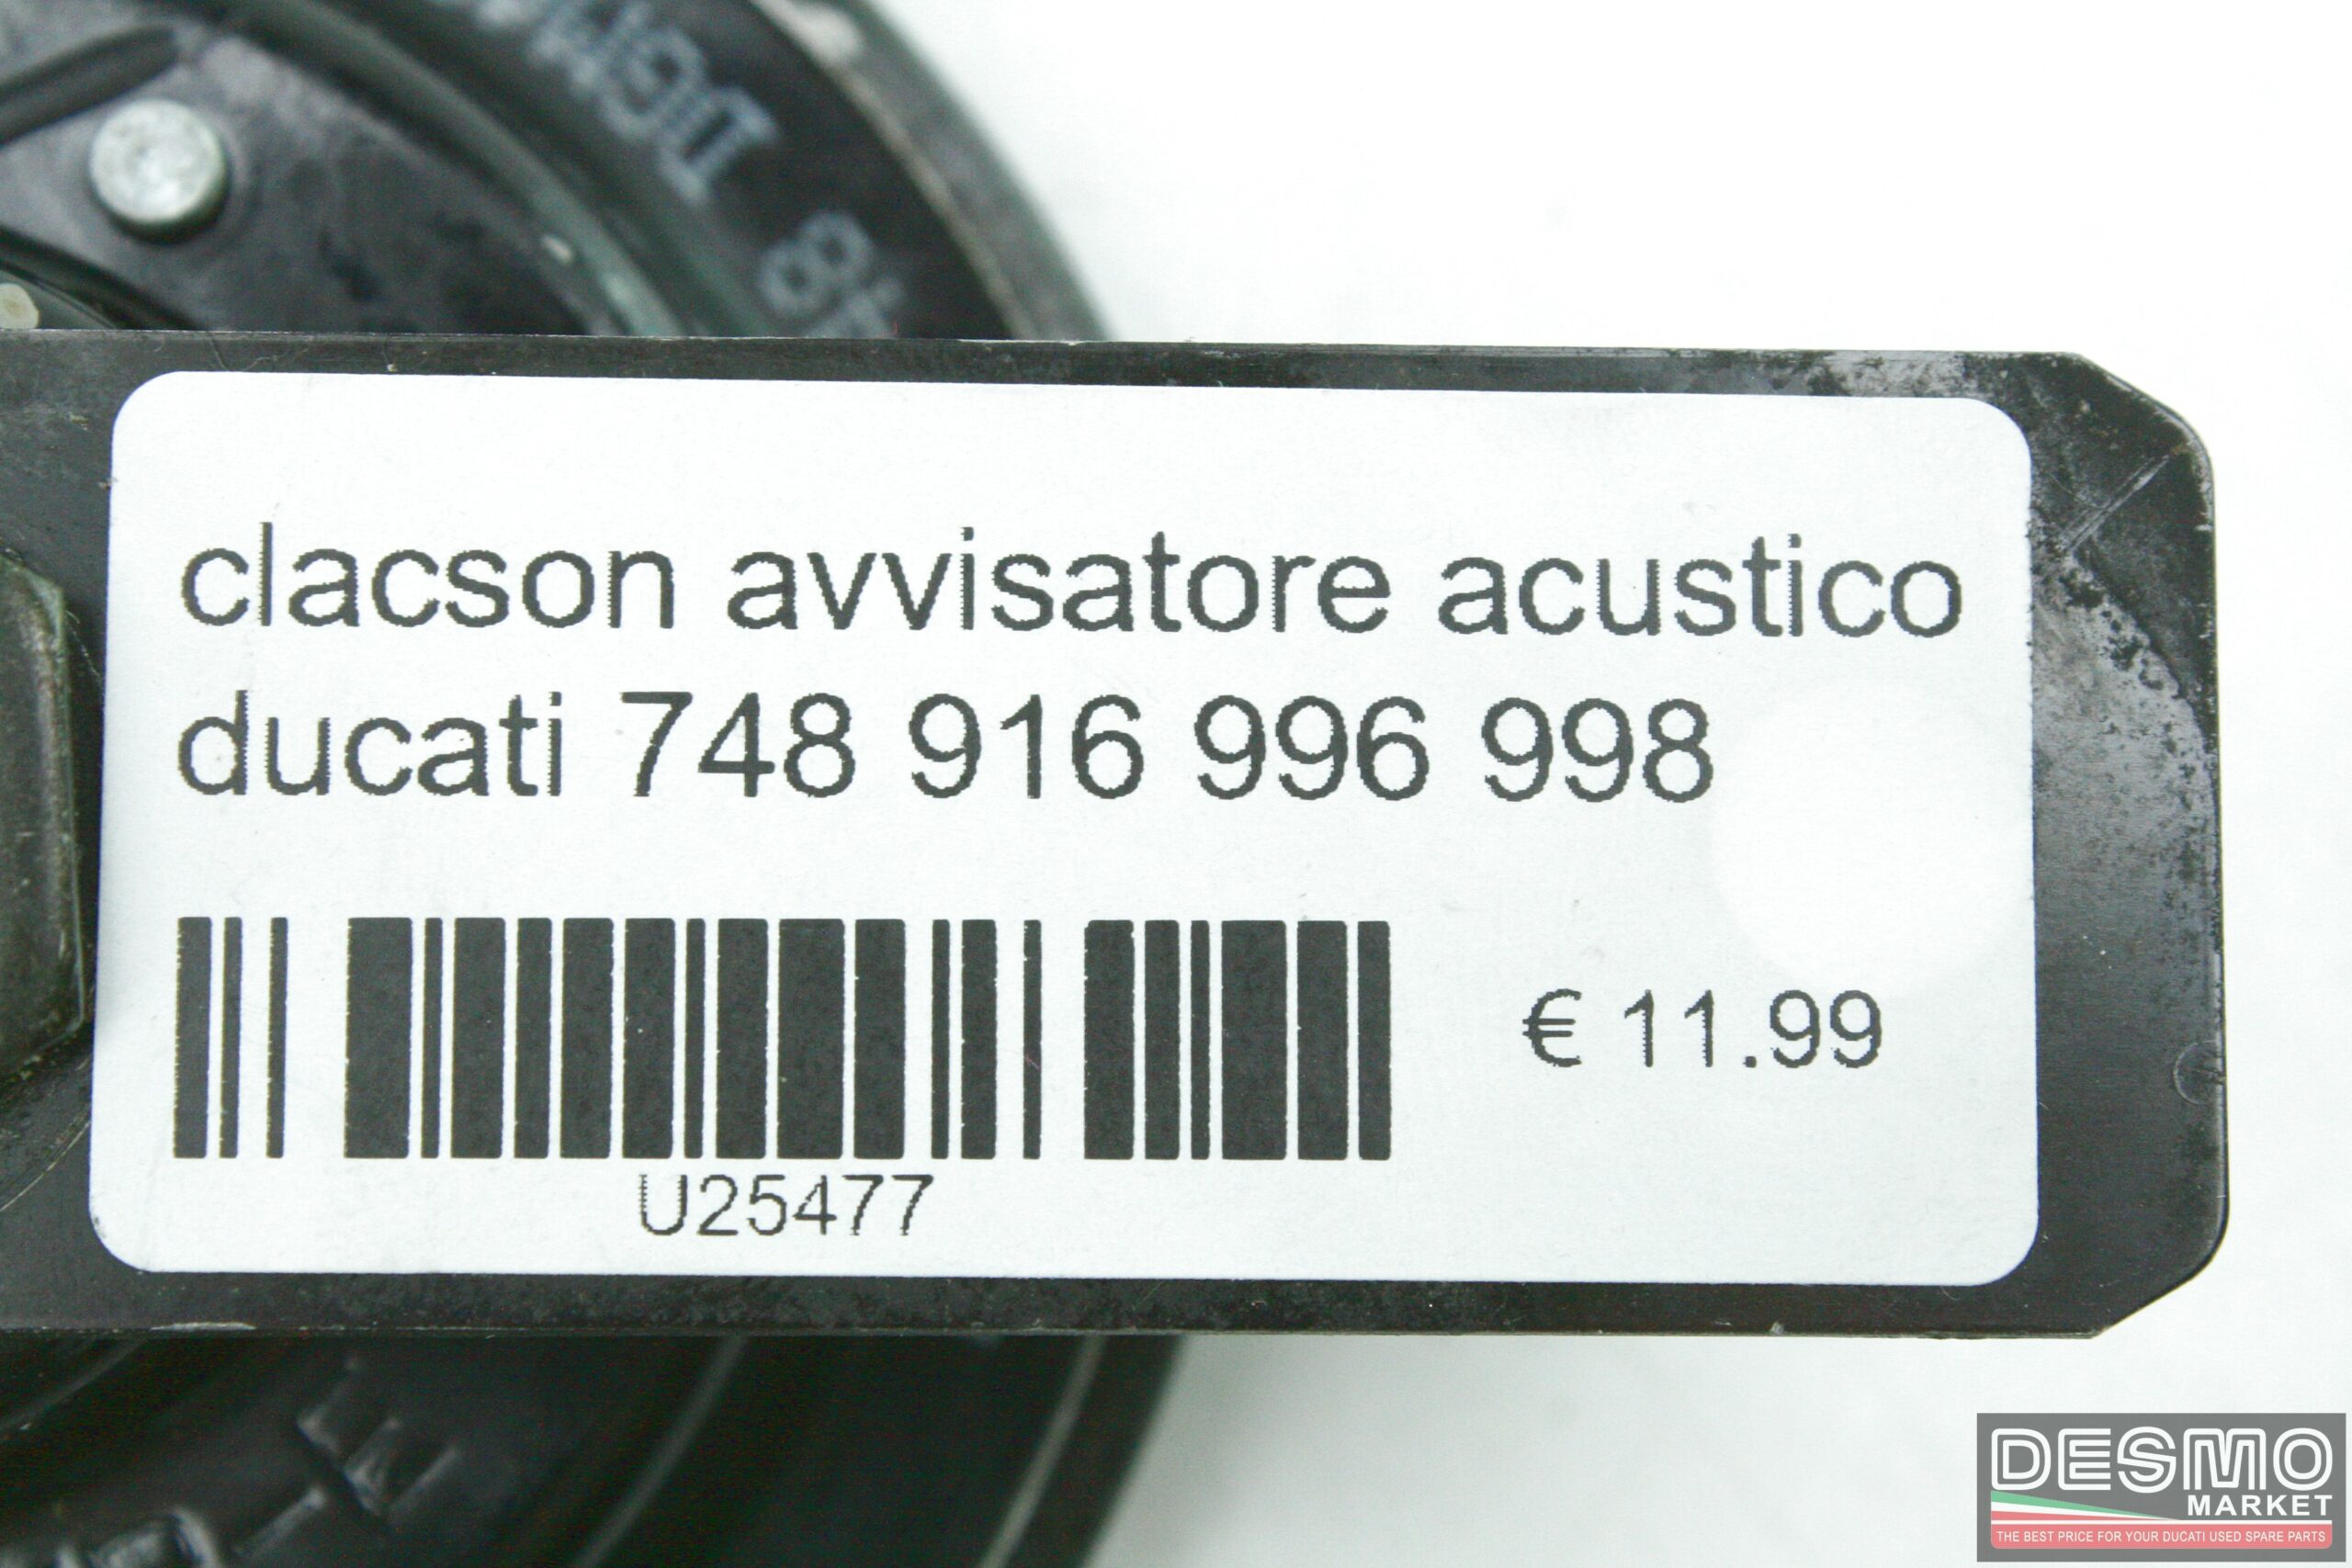 clacson avvisatore acustico
ducati 748 916 996 998
€ 11.99
U25477
DESMO
MARKET
THE BEST PRICE FOR YOUR DUCATI USED SPARE PARTS